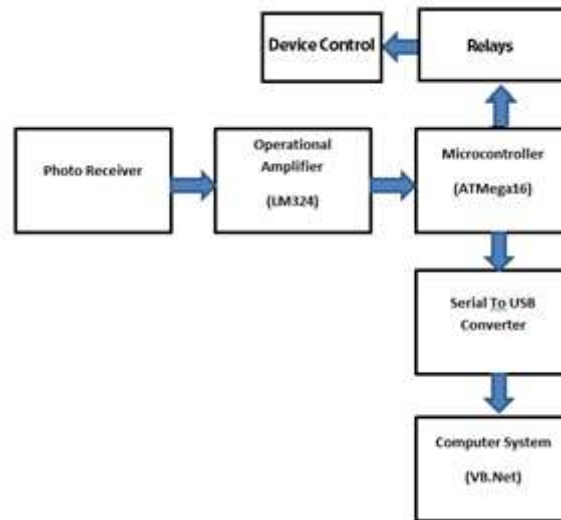 Device Control
Relays
Photo Receiver
Operational
Amplifier
(LM324)
Microcontroller
(ATMega16)
Serial To USB
Converter
Computer System
(VB.Net)